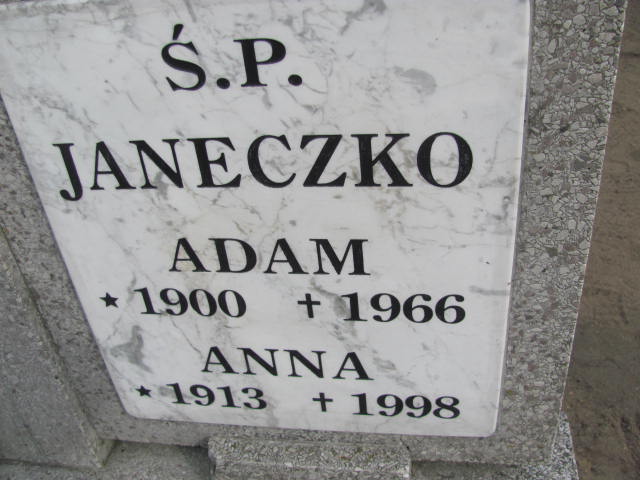 Ś.P.
JANECZKO
ADAM
★ 1900 ✝ 1966
ANNA
★ 1913 ✝ 1998